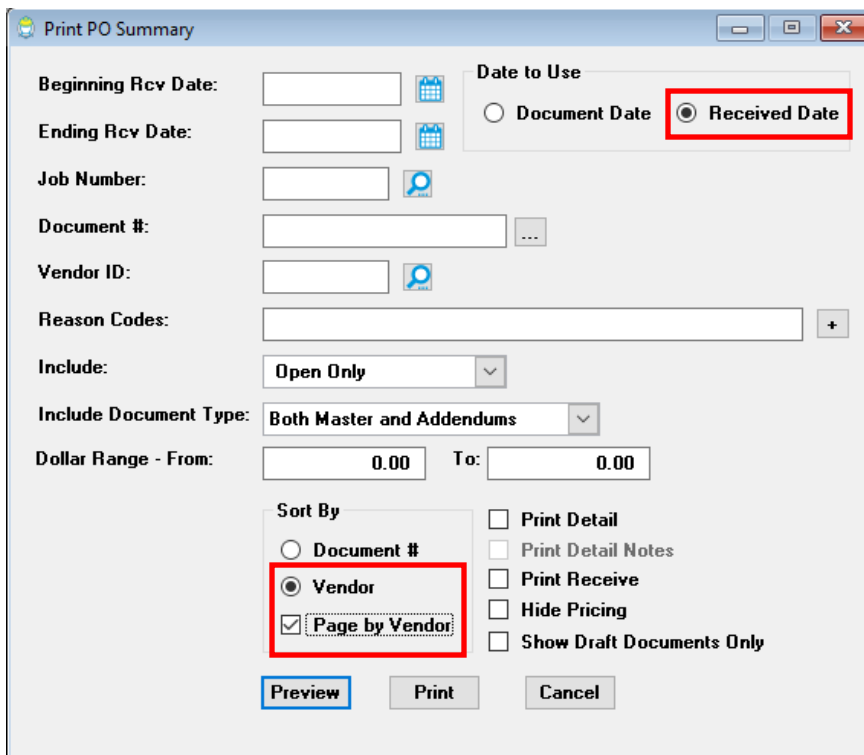 Print PO Summary
Beginning Rcv Date:
Date to Use
Document Date Received Date
Ending Rcv Date:
Job Number:
Document #:
...
Vendor ID:
Reason Codes:
+
Include: Open Only
Include Document Type: Both Master and Addendums
Dollar Range - From: 0.00 To: 0.00
Sort By
Document #
Vendor
Page by Vendor
Print Detail
Print Detail Notes
Print Receive
Hide Pricing
Show Draft Documents Only
Preview Print Cancel